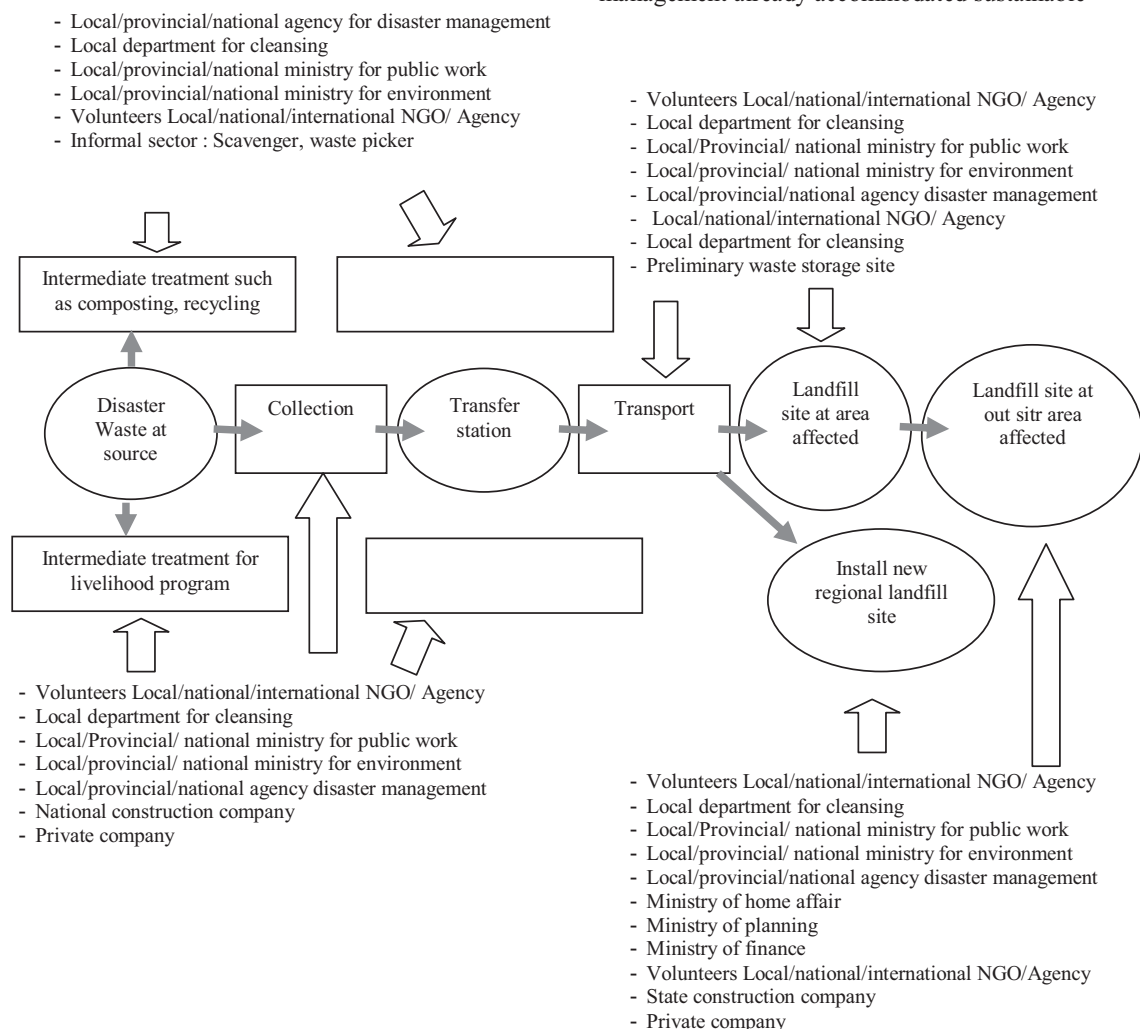 management already accommodated sustainable
- Local/provincial/national agency for disaster management
- Local department for cleansing
- Local/provincial/national ministry for public work
- Local/provincial/national ministry for environment
- Volunteers Local/national/international NGO/ Agency
- Informal sector : Scavenger, waste picker
- Volunteers Local/national/international NGO/ Agency
- Local department for cleansing
- Local/Provincial/ national ministry for public work
- Local/provincial/ national ministry for environment
- Local/provincial/national agency disaster management
- Local/national/international NGO/ Agency
- Local department for cleansing
- Preliminary waste storage site
Intermediate treatment such
as composting, recycling
Disaster
Waste at
source
Collection
Transfer
station
Transport
Landfill
site at area
affected
Landfill site at
out sitr area
affected
Intermediate treatment for
livelihood program
Install new
regional landfill
site
- Volunteers Local/national/international NGO/ Agency
- Local department for cleansing
- Local/Provincial/ national ministry for public work
- Local/provincial/ national ministry for environment
- Local/provincial/national agency disaster management
- National construction company
- Private company
- Volunteers Local/national/international NGO/ Agency
- Local department for cleansing
- Local/Provincial/ national ministry for public work
- Local/provincial/ national ministry for environment
- Local/provincial/national agency disaster management
- Ministry of home affair
- Ministry of planning
- Ministry of finance
- Volunteers Local/national/international NGO/Agency
- State construction company
- Private company